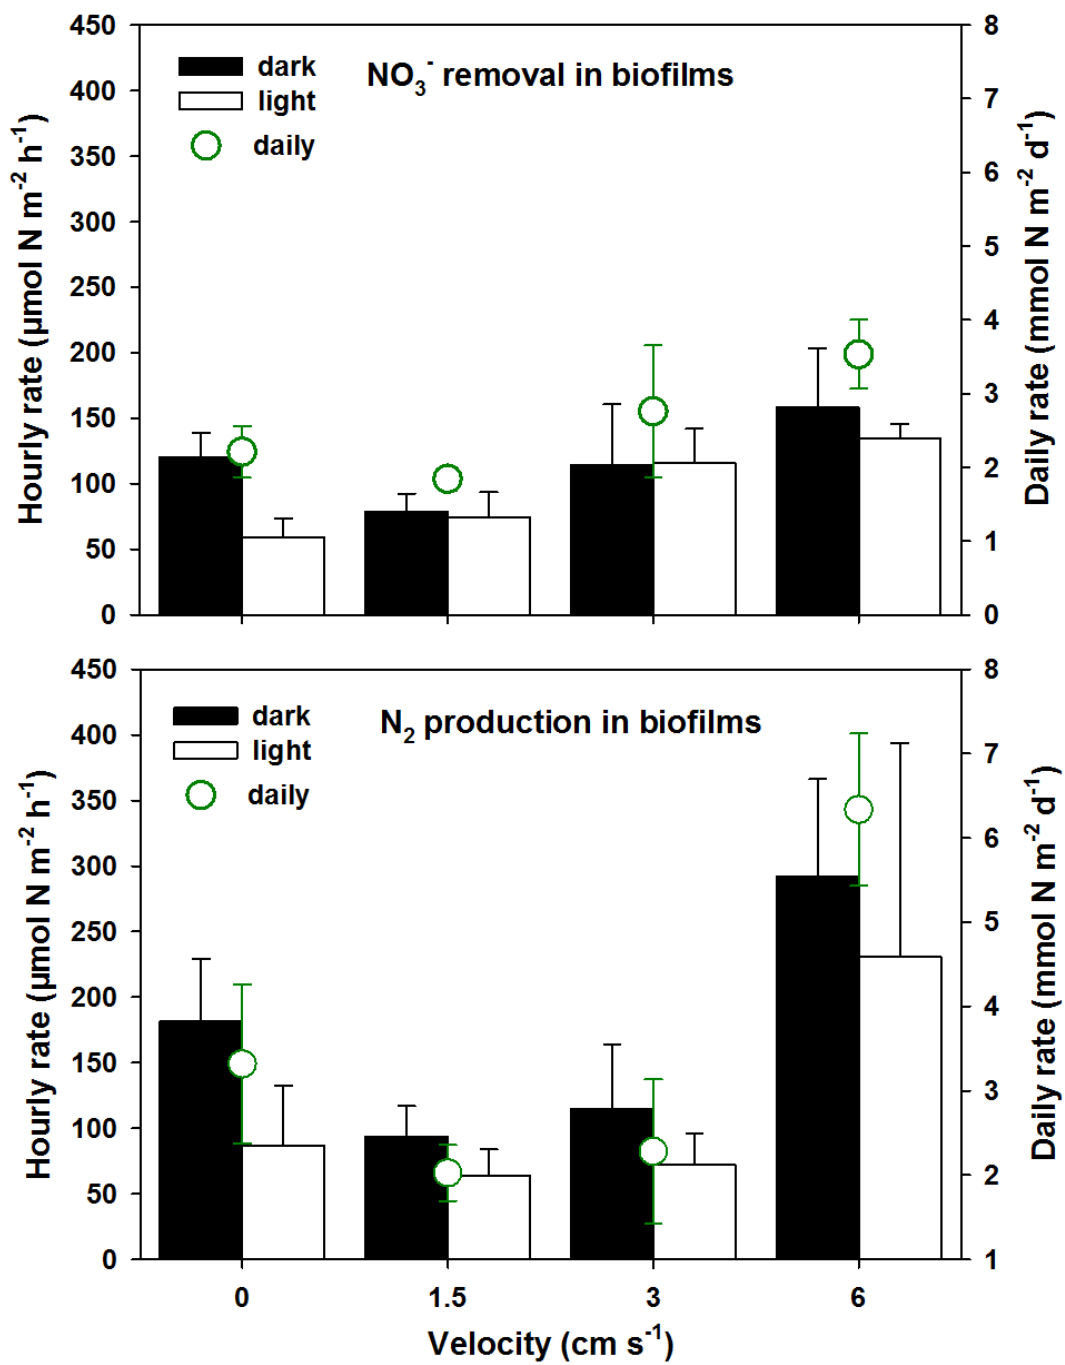 NO₃⁻ removal in biofilms
dark
light
daily
Hourly rate (µmol N m⁻² h⁻¹)
450
400
350
300
250
200
150
100
50
0
Daily rate (mmol N m⁻² d⁻¹)
8
7
6
5
4
3
2
1
0
N₂ production in biofilms
dark
light
daily
Hourly rate (µmol N m⁻² h⁻¹)
450
400
350
300
250
200
150
100
50
0
Daily rate (mmol N m⁻² d⁻¹)
8
7
6
5
4
3
2
1
0 1.5 3 6
Velocity (cm s⁻¹)